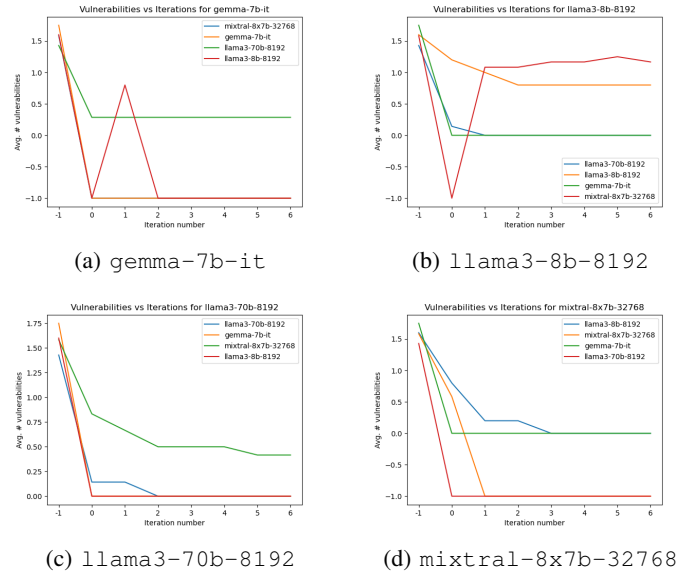 Vulnerabilities vs Iterations for gemma-7b-it
Avg. # vulnerabilities
1.5
1.0
0.5
0.0
−0.5
−1.0
mixtral-8x7b-32768
gemma-7b-it
llama3-70b-8192
llama3-8b-8192
-1 0 1 2 3 4 5 6
Iteration number
(a) gemma-7b-it
Vulnerabilities vs Iterations for llama3-8b-8192
Avg. # vulnerabilities
1.5
1.0
0.5
0.0
−0.5
−1.0
llama3-70b-8192
llama3-8b-8192
gemma-7b-it
mixtral-8x7b-32768
-1 0 1 2 3 4 5 6
Iteration number
(b) llama3-8b-8192
Vulnerabilities vs Iterations for llama3-70b-8192
Avg. # vulnerabilities
1.75
1.50
1.25
1.00
0.75
0.50
0.25
0.00
llama3-70b-8192
gemma-7b-it
mixtral-8x7b-32768
llama3-8b-8192
-1 0 1 2 3 4 5 6
Iteration number
(c) llama3-70b-8192
Vulnerabilities vs Iterations for mixtral-8x7b-32768
Avg. # vulnerabilities
1.5
1.0
0.5
0.0
−0.5
−1.0
llama3-8b-8192
mixtral-8x7b-32768
gemma-7b-it
llama3-70b-8192
-1 0 1 2 3 4 5 6
Iteration number
(d) mixtral-8x7b-32768